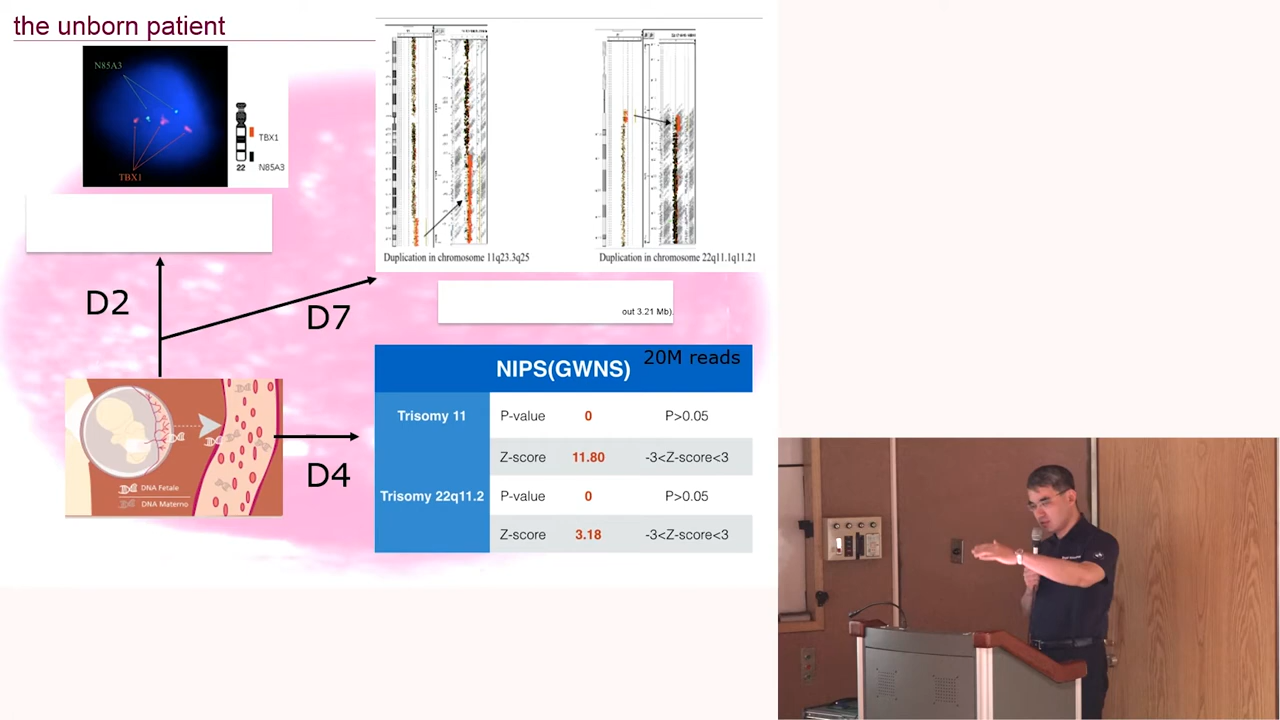 the unborn patient
N85A3
TBX1
TBX1
22
N85A3
Duplication in chromosome 11q23.3q25
Duplication in chromosome 22q11.1q11.21
out 3.21 Mb).
D2
D7
D4
DNA Fetale
DNA Materno
NIPS(GWNS)
20M reads
Trisomy 11
P-value 0 P>0.05
Z-score 11.80 -3<Z-score<3
Trisomy 22q11.2
P-value 0 P>0.05
Z-score 3.18 -3<Z-score<3